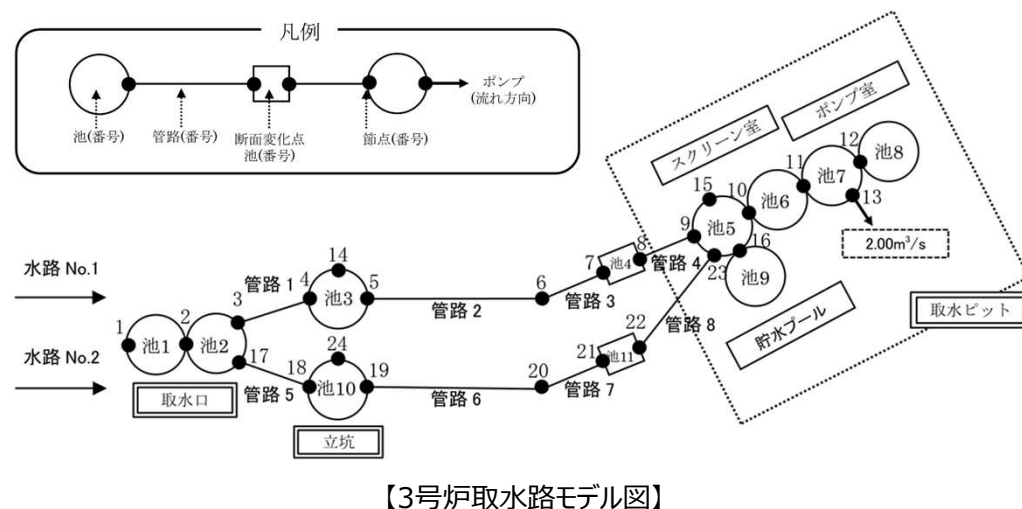 凡例
池(番号)
管路(番号)
断面変化点
池(番号)
節点(番号)
ポンプ
(流れ方向)
スクリーン室
ポンプ室
水路 No.1
水路 No.2
1
池1
2
池2
3
17
取水口
管路 1
管路 5
4
14
池3
5
18
24
池10
19
立坑
管路 2
管路 6
6
20
管路 3
管路 7
7
池4
8
21
池11
22
管路 4
管路 8
9
15
池5
10
23
16
池9
池6
11
池7
12
13
池8
2.00m³/s
貯水プール
取水ピット
【3号炉取水路モデル図】